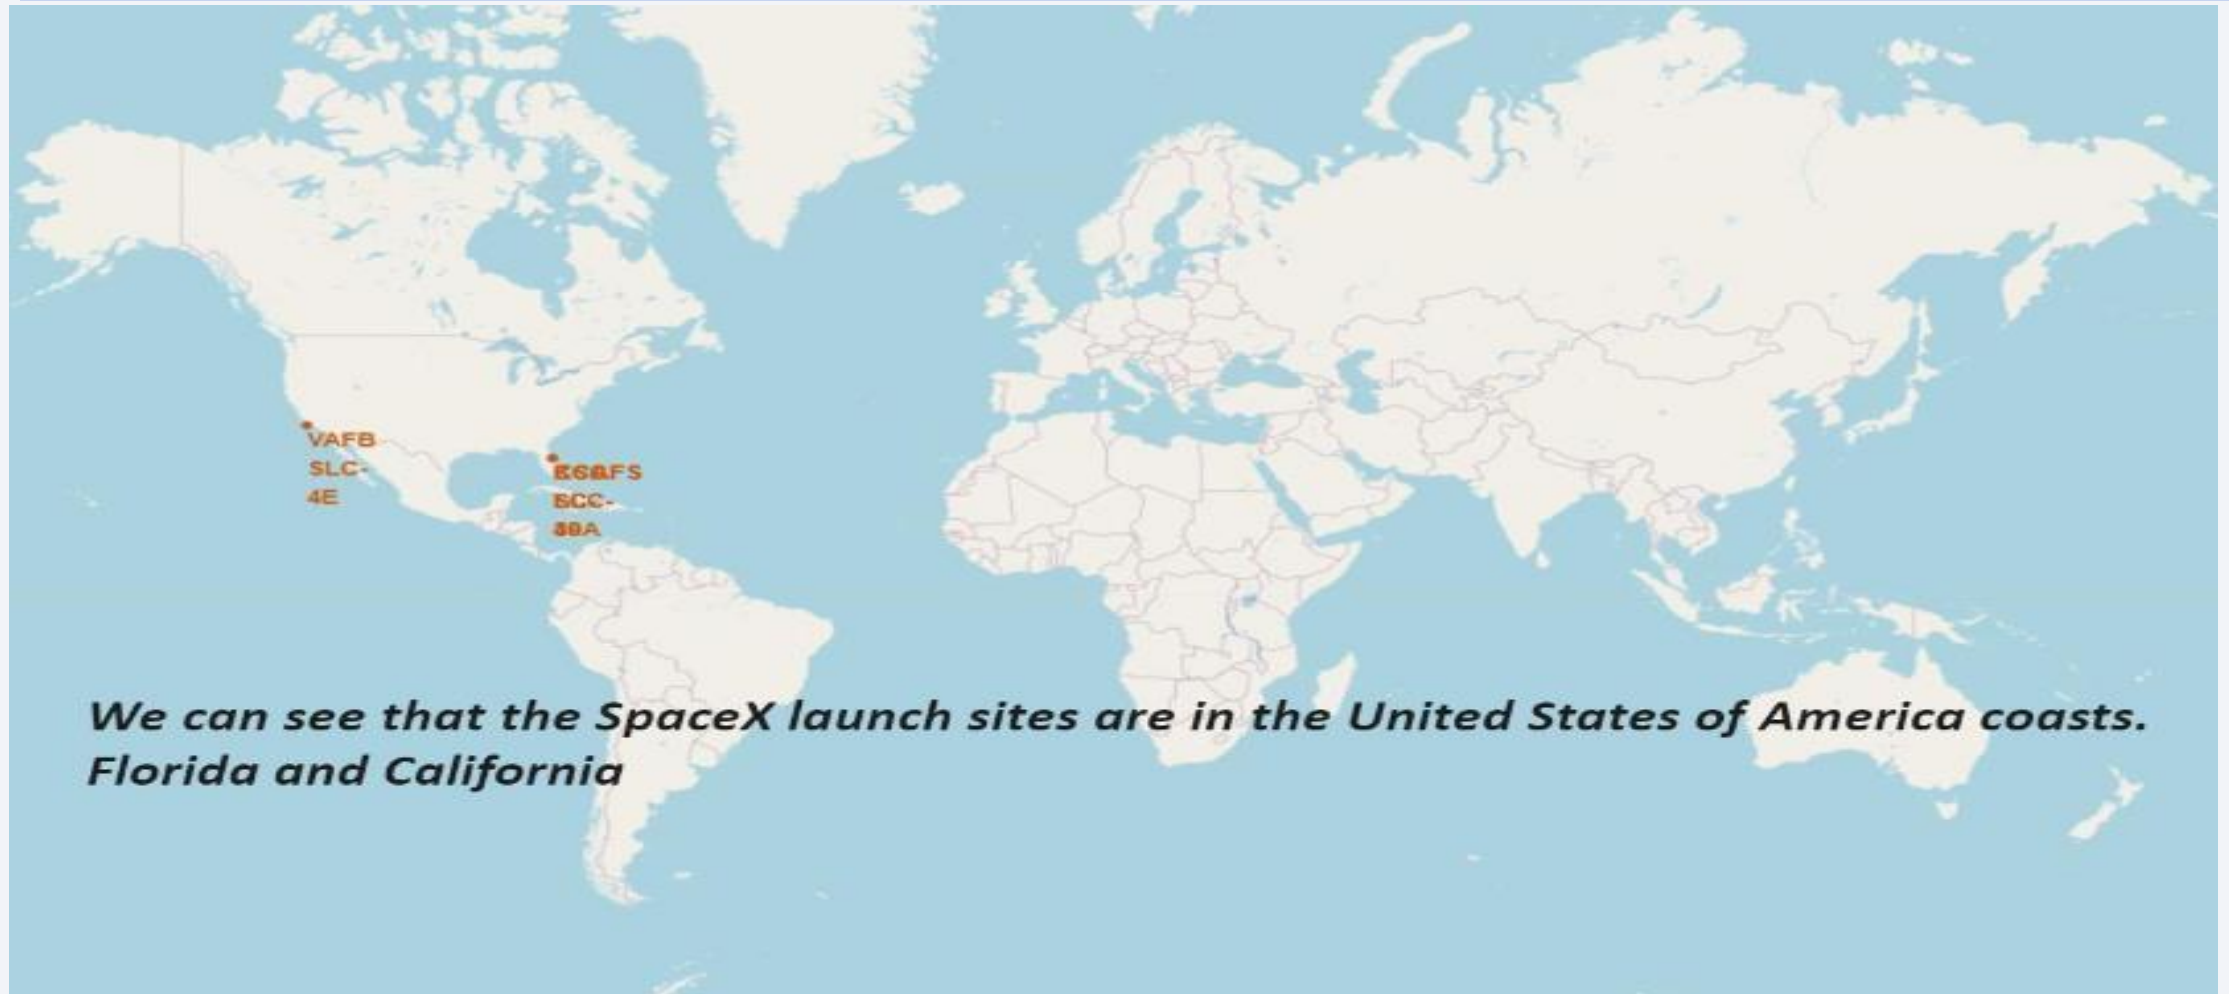 VAFB
SLC-
4E
We can see that the SpaceX launch sites are in the United States of America coasts.
Florida and California